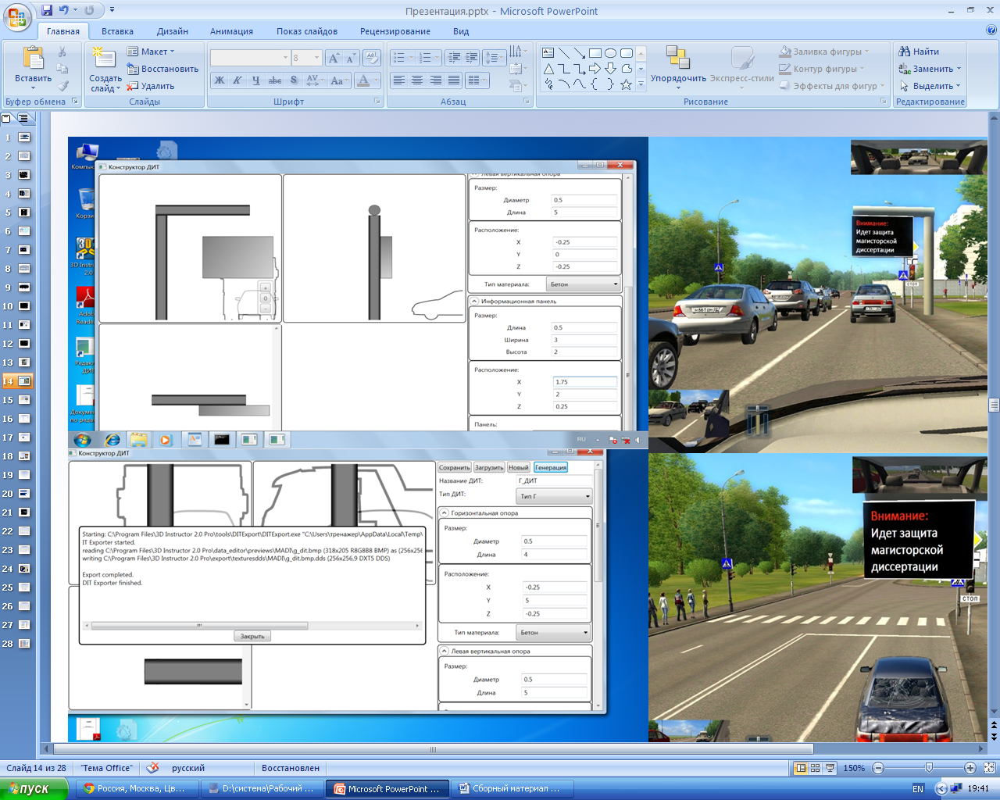 Презентация.pptx - Microsoft PowerPoint
Главная Вставка Дизайн Анимация Показ слайдов Рецензирование Вид
Вставить
Буфер обмена
Создать слайд
Макет
Восстановить
Удалить
Слайды
8
Ж К Ч abc S AV Aa A
Шрифт
Абзац
Упорядочить
Экспресс-стили
Заливка фигуры
Контур фигуры
Эффекты для фигур
Рисование
Найти
Заменить
Выделить
Редактирование
1
2
3
4
5
6
7
8
9
10
11
12
13
14
15
16
17
18
19
20
21
22
23
24
25
26
27
28
Конструктор ДИТ
Левая вертикальная опора
Размер:
Диаметр 0.5
Длина 5
Расположение:
X -0.25
Y 0
Z -0.25
Тип материала: Бетон
Информационная панель
Размер:
Длина 0.5
Ширина 3
Высота 2
Расположение:
X 1.75
Y 2
Z 0.25
Панель:
0
RU
Внимание:
Идет защита
магисторской
диссертации
СТОП
Конструктор ДИТ
Сохранить Загрузить Новый Генерация
Название ДИТ: Г_ДИТ
Тип ДИТ: Тип Г
Горизонтальная опора
Размер:
Диаметр 0.5
Длина 4
Расположение:
X -0.25
Y 5
Z -0.25
Тип материала: Бетон
Левая вертикальная опора
Размер:
Диаметр 0.5
Длина 5
Starting: C:\Program Files\3D Instructor 2.0 Pro\tools\DITExport\DITExport.exe "C:\Users\тренажер\AppData\Local\Temp\
IT Exporter started.
reading C:\Program Files\3D Instructor 2.0 Pro\data_editor\previews\MADI\g_dit.bmp (318x205 R8G8B8 BMP) as (256x256
writing C:\Program Files\3D Instructor 2.0 Pro\export\texturesdds\MADI\g_dit.bmp.dds (256x256,9 DXT5 DDS)
Export completed.
DIT Exporter finished.
Закрыть
Внимание:
Идет защита
магисторской
диссертации
СТОП
Слайд 14 из 28 "Тема Office" русский Восстановлен 150%
пуск Россия, Москва, Цв... D:\система\Рабочий ... Microsoft PowerPoint ... Сборный материал ... EN 19:41